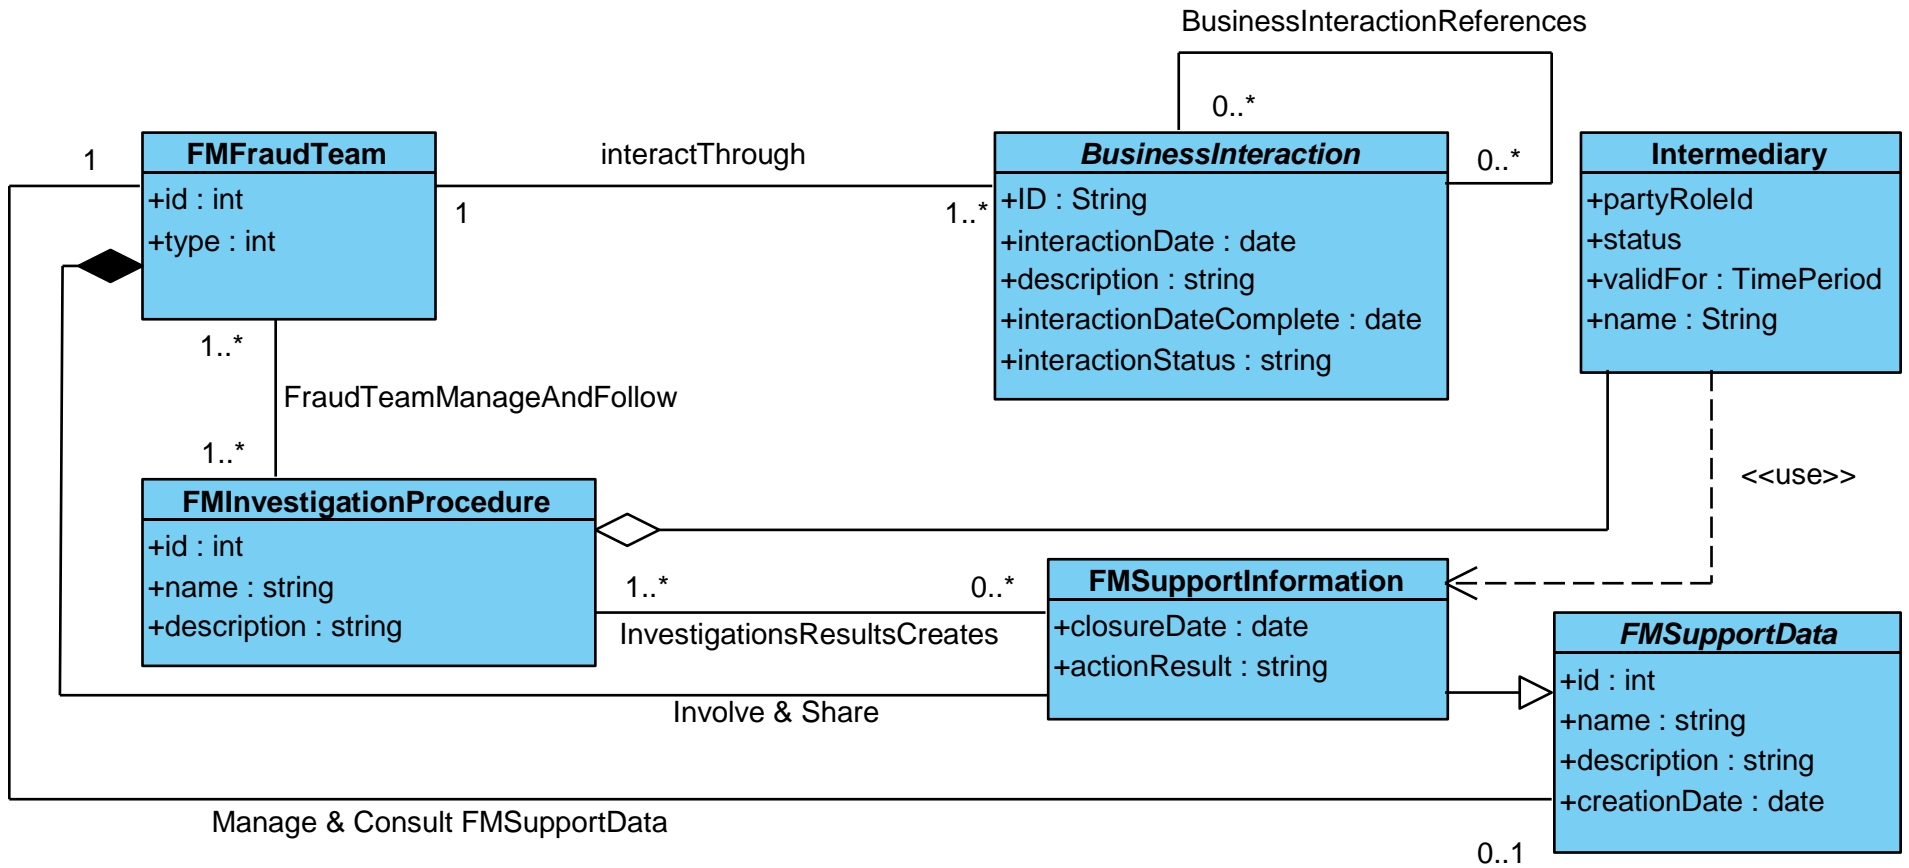 BusinessInteractionReferences
0..*
0..*
1
FMFraudTeam
+id : int
+type : int
interactThrough
1
1..*
BusinessInteraction
+ID : String
+interactionDate : date
+description : string
+interactionDateComplete : date
+interactionStatus : string
Intermediary
+partyRoleId
+status
+validFor : TimePeriod
+name : String
1..*
FraudTeamManageAndFollow
1..*
<<use>>
FMInvestigationProcedure
+id : int
+name : string
+description : string
1..*
0..*
InvestigationsResultsCreates
FMSupportInformation
+closureDate : date
+actionResult : string
FMSupportData
+id : int
+name : string
+description : string
+creationDate : date
Involve & Share
Manage & Consult FMSupportData
0..1